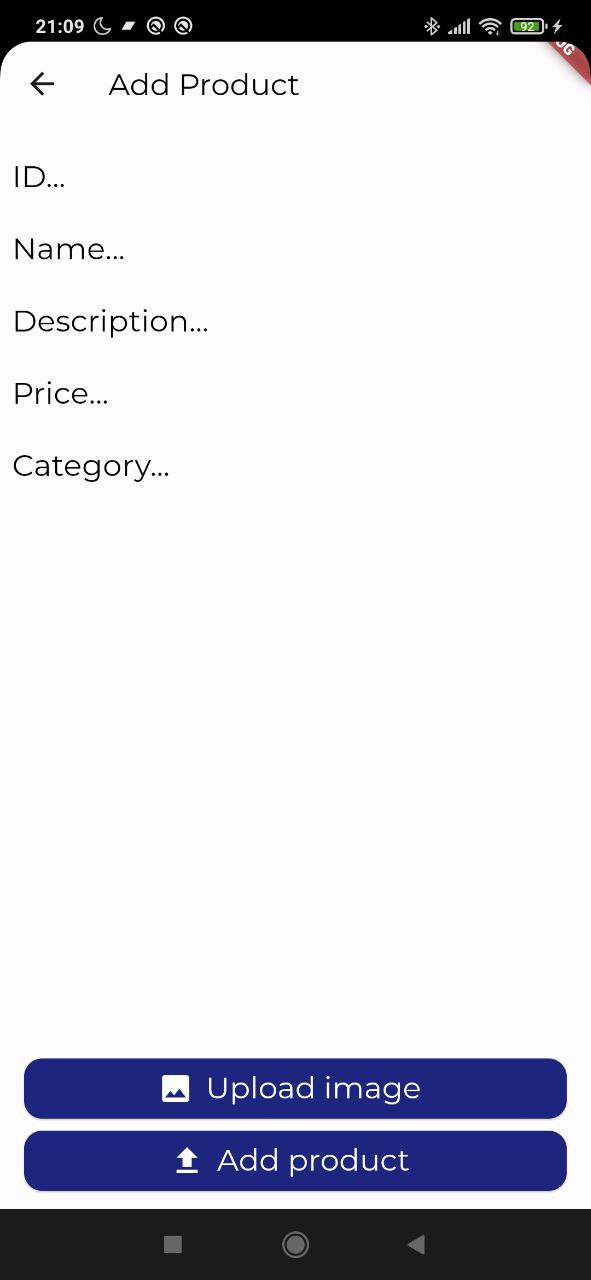 21:09
92
Add Product
ID...
Name...
Description...
Price...
Category...
Upload image
Add product